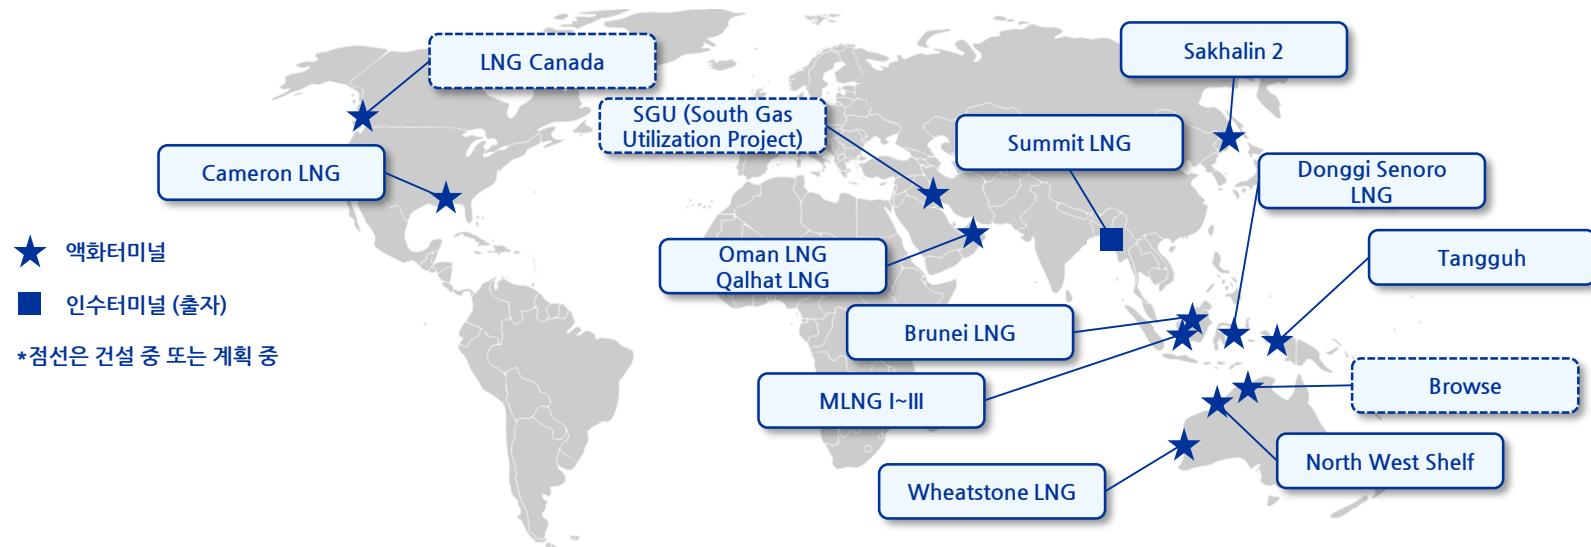 LNG Canada
Sakhalin 2
SGU (South Gas
Utilization Project)
Summit LNG
Cameron LNG
Donggi Senoro
LNG
액화터미널
Oman LNG
Qalhat LNG
Tangguh
인수터미널 (출자)
Brunei LNG
*점선은 건설 중 또는 계획 중
MLNG I~III
Browse
North West Shelf
Wheatstone LNG